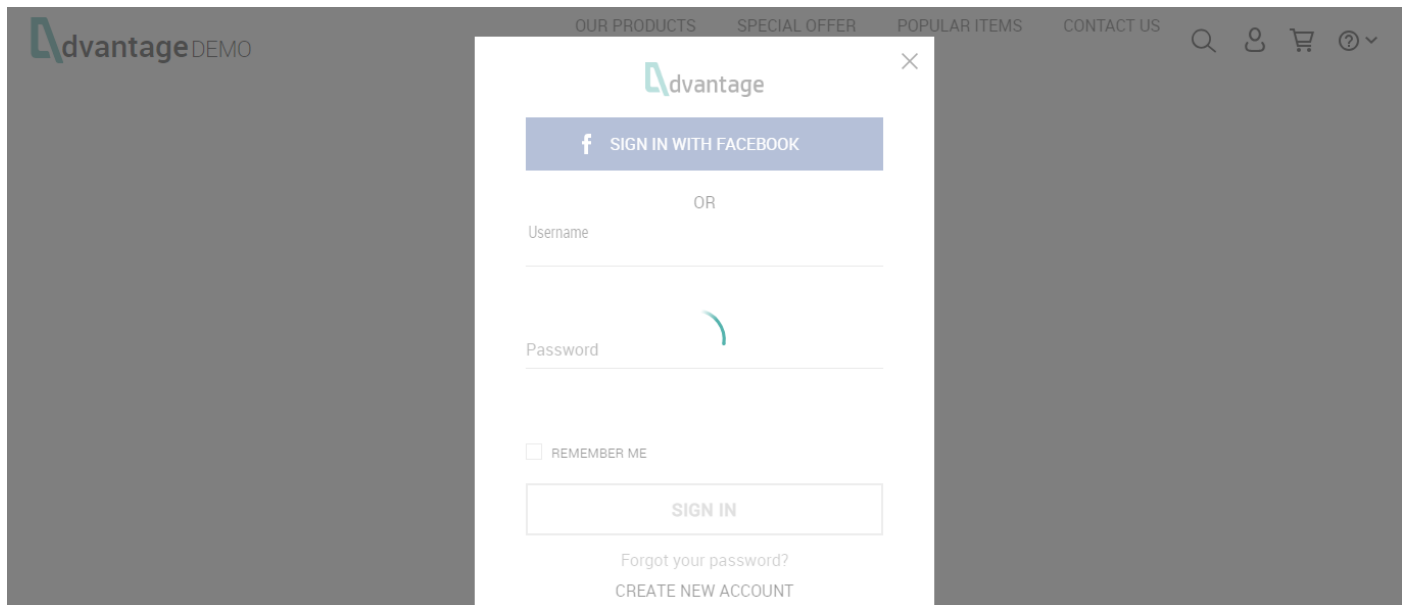 dvantage DEMO
OUR PRODUCTS SPECIAL OFFER POPULAR ITEMS CONTACT US
dvantage
f SIGN IN WITH FACEBOOK
OR
Username
Password
REMEMBER ME
SIGN IN
Forgot your password?
CREATE NEW ACCOUNT